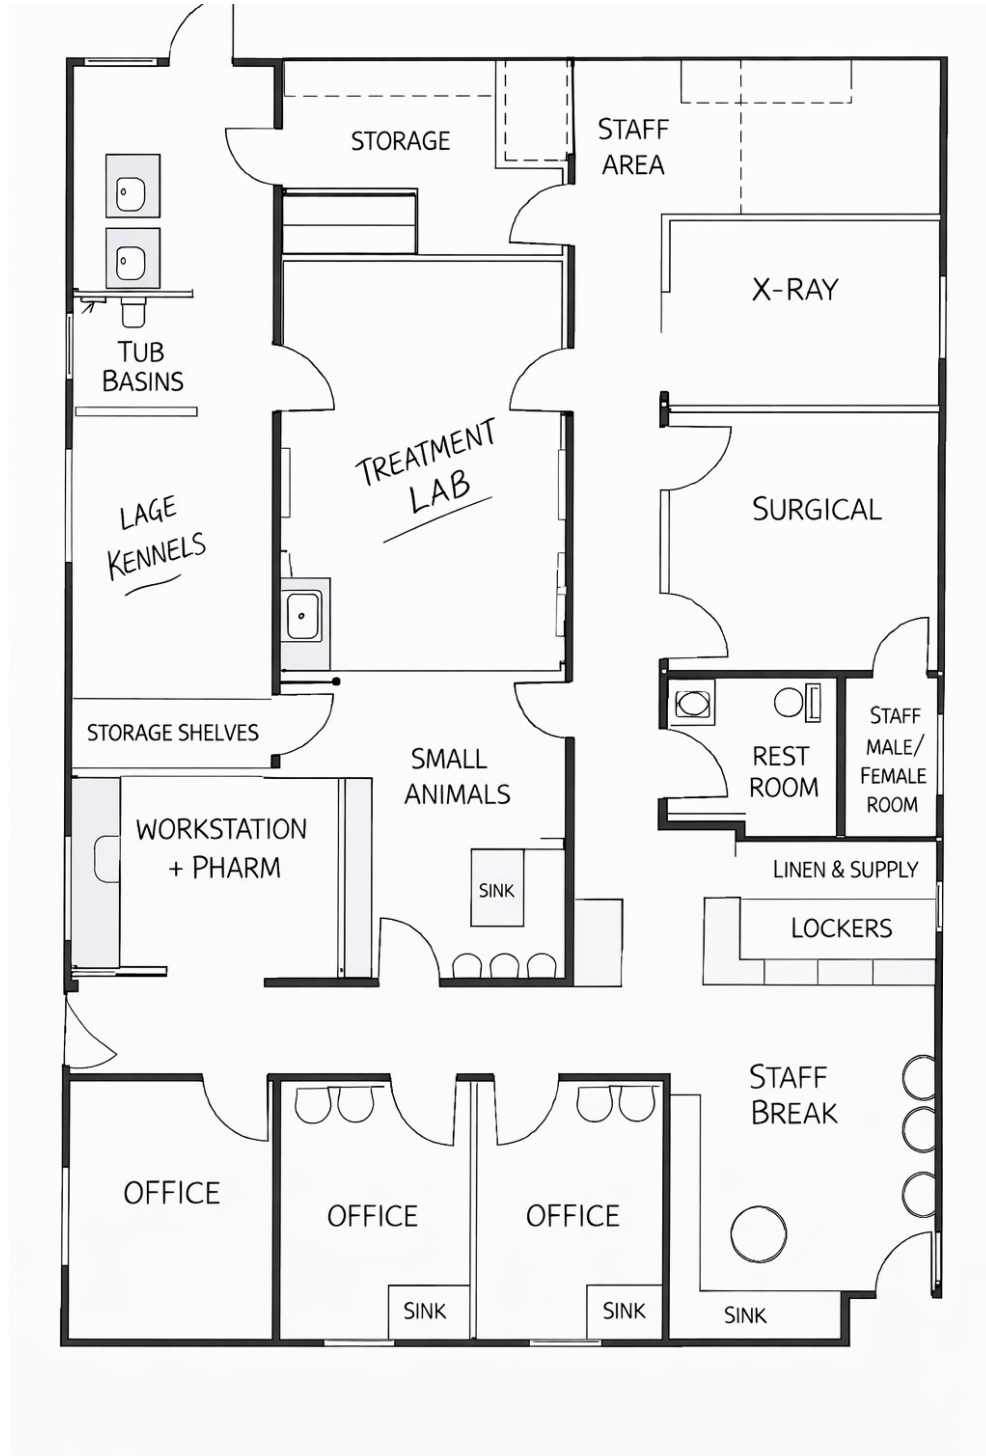 STORAGE
STAFF
AREA
X-RAY
TUB
BASINS
TREATMENT
LAB
LAGE
KENNELS
SURGICAL
STORAGE SHELVES
SMALL
ANIMALS
REST
ROOM
STAFF
MALE/
FEMALE
ROOM
WORKSTATION
+ PHARM
SINK
LINEN & SUPPLY
LOCKERS
STAFF
BREAK
OFFICE
OFFICE
OFFICE
SINK
SINK
SINK